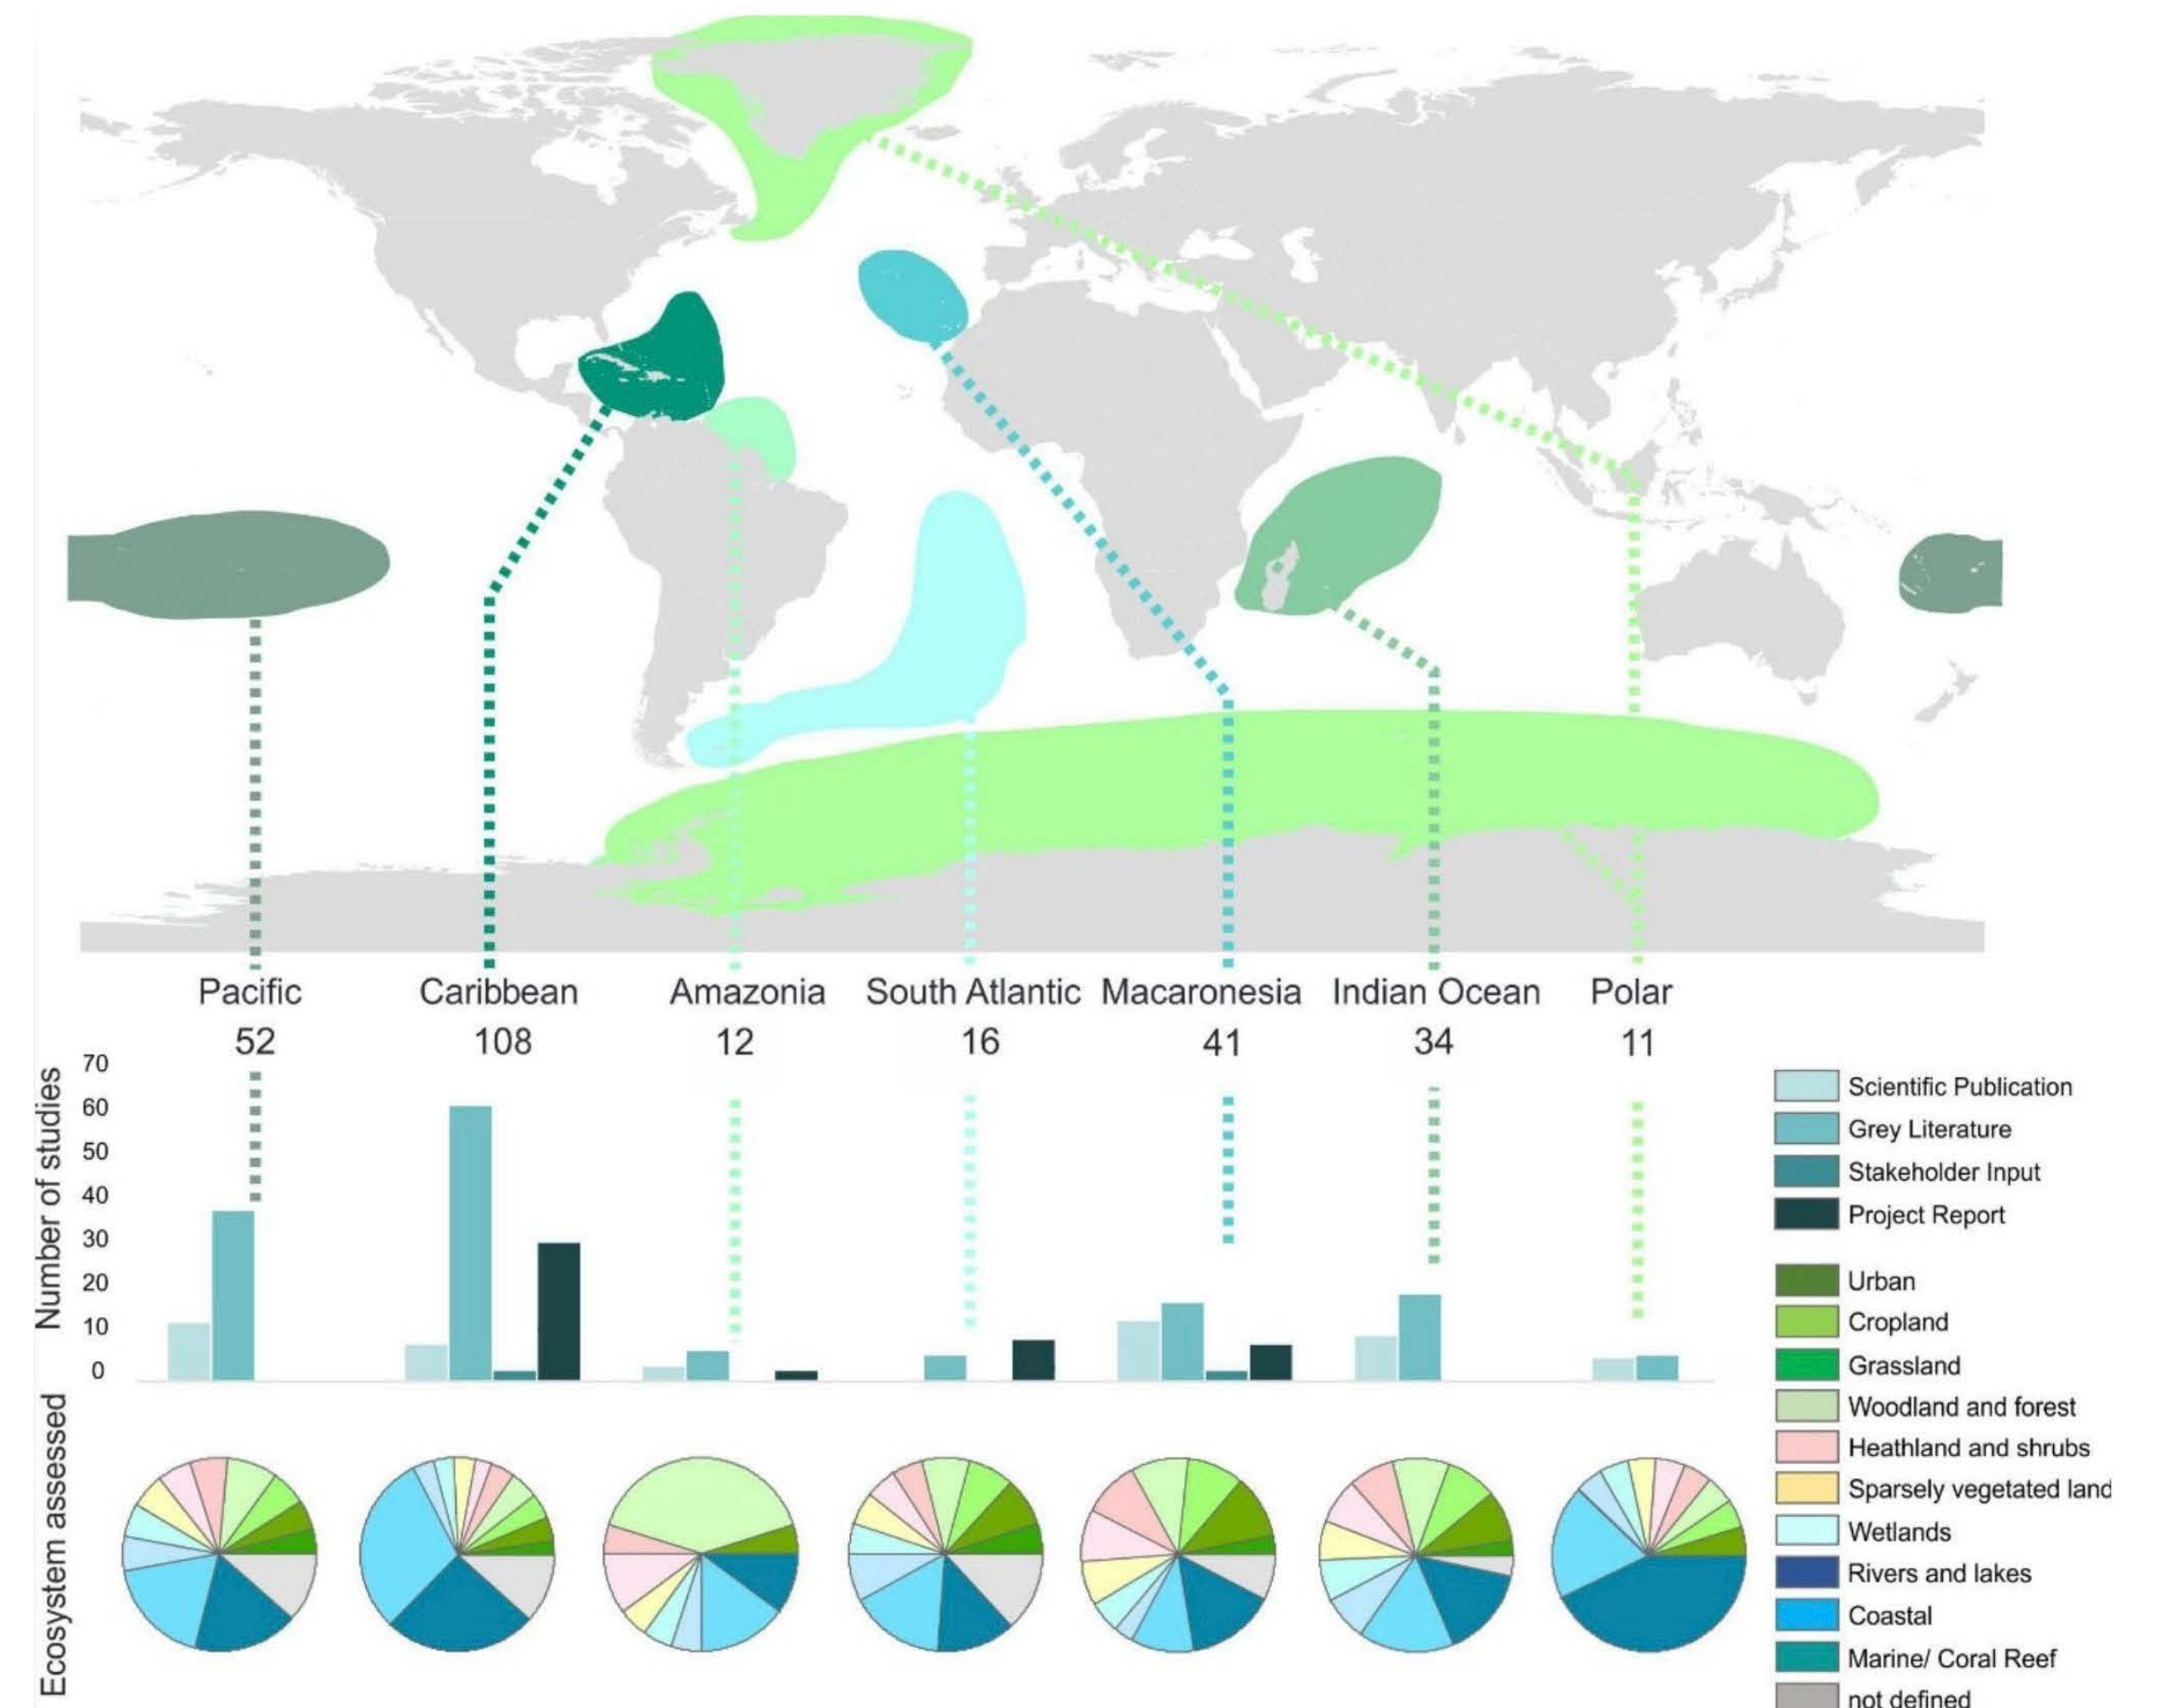 Pacific Caribbean Amazonia South Atlantic Macaronesia Indian Ocean Polar
52 108 12 16 41 34 11
Number of studies
70
60
50
40
30
20
10
0
Scientific Publication
Grey Literature
Stakeholder Input
Project Report
Urban
Cropland
Grassland
Woodland and forest
Heathland and shrubs
Sparsely vegetated land
Wetlands
Rivers and lakes
Coastal
Marine/ Coral Reef
not defined
Ecosystem assessed